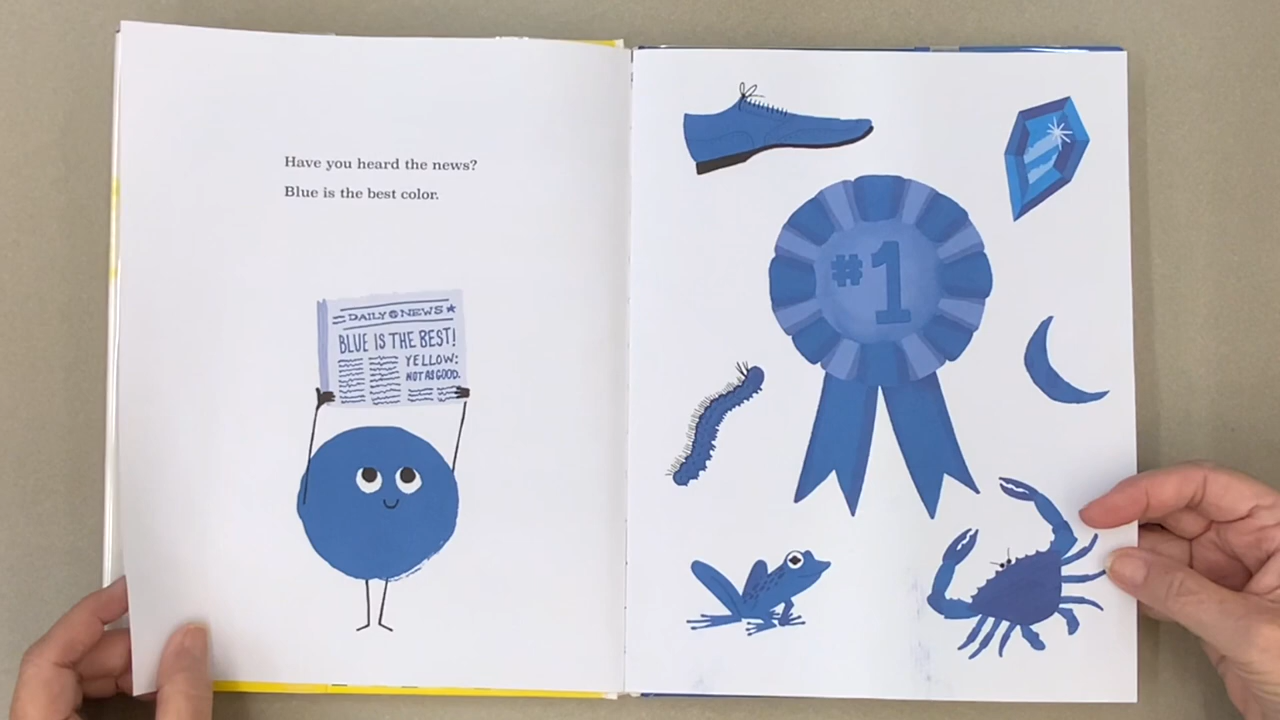 Have you heard the news?
Blue is the best color.
DAILY NEWS
BLUE IS THE BEST!
YELLOW:
NOT AS GOOD.
#1